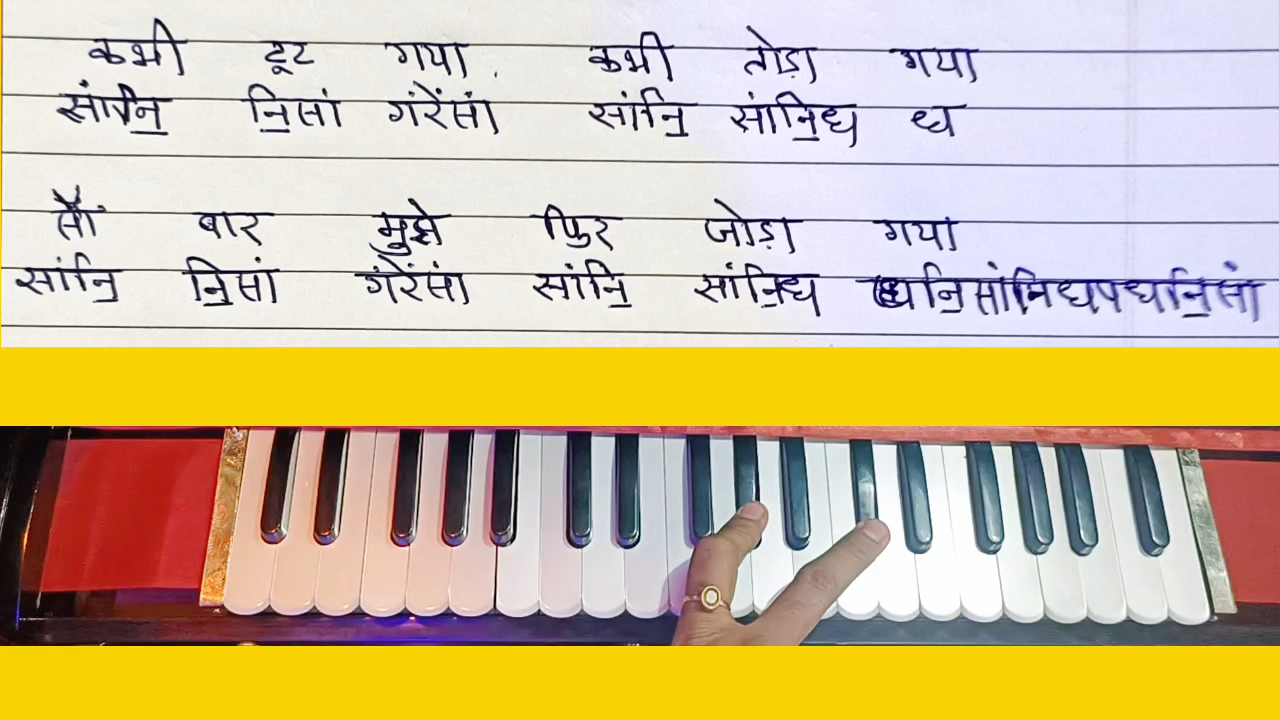 कभी टूट गया. कभी तोड़ा गया
सांनि॒ नि॒सां गंरेंसां सांनि॒ सांनि॒ध ध
सौ बार मुझे फिर जोड़ा गया
सांनि॒ नि॒सां गंरेंसां सांनि॒ सांनि॒ध धनि॒सांनिधपधनि॒सां